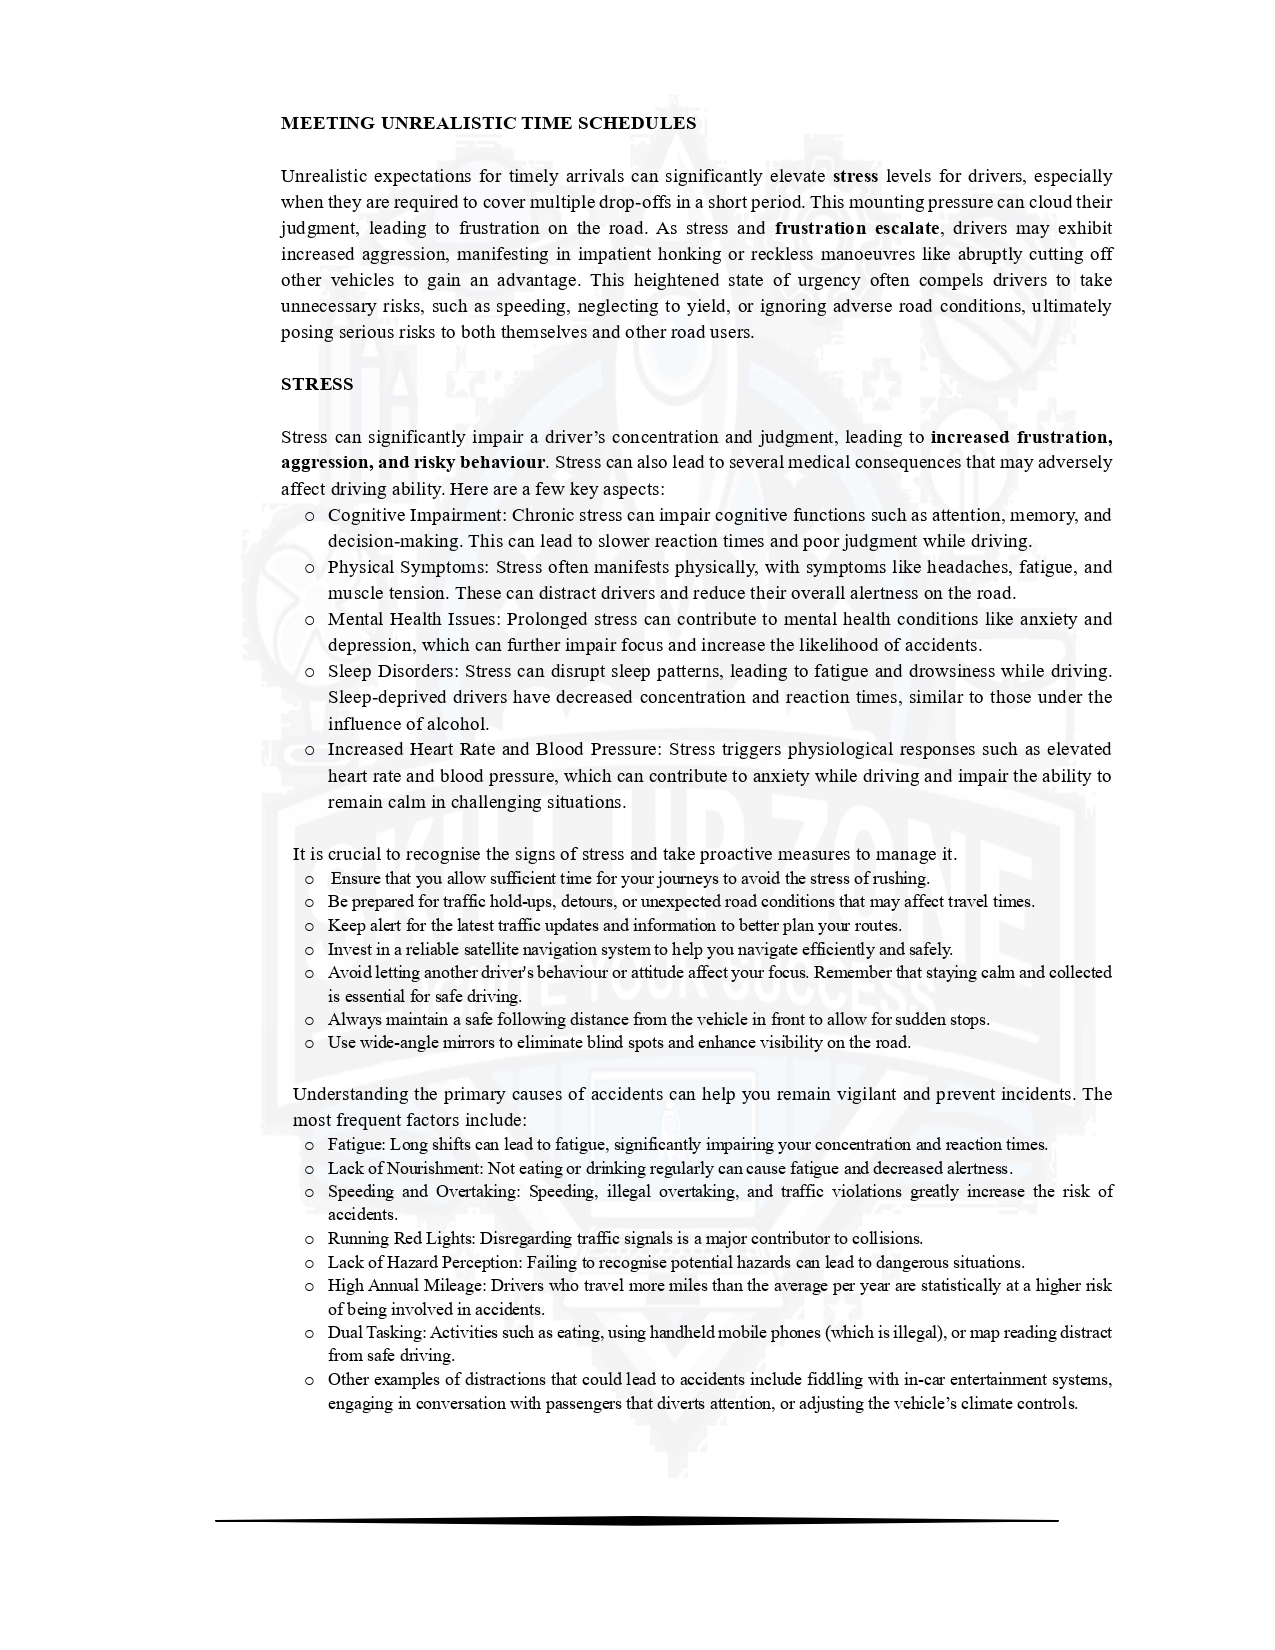 MEETING UNREALISTIC TIME SCHEDULES
Unrealistic expectations for timely arrivals can significantly elevate stress levels for drivers, especially
when they are required to cover multiple drop-offs in a short period. This mounting pressure can cloud their
judgment, leading to frustration on the road. As stress and frustration escalate, drivers may exhibit
increased aggression, manifesting in impatient honking or reckless manoeuvres like abruptly cutting off
other vehicles to gain an advantage. This heightened state of urgency often compels drivers to take
unnecessary risks, such as speeding, neglecting to yield, or ignoring adverse road conditions, ultimately
posing serious risks to both themselves and other road users.
STRESS
Stress can significantly impair a driver’s concentration and judgment, leading to increased frustration,
aggression, and risky behaviour. Stress can also lead to several medical consequences that may adversely
affect driving ability. Here are a few key aspects:
o Cognitive Impairment: Chronic stress can impair cognitive functions such as attention, memory, and
decision-making. This can lead to slower reaction times and poor judgment while driving.
o Physical Symptoms: Stress often manifests physically, with symptoms like headaches, fatigue, and
muscle tension. These can distract drivers and reduce their overall alertness on the road.
o Mental Health Issues: Prolonged stress can contribute to mental health conditions like anxiety and
depression, which can further impair focus and increase the likelihood of accidents.
o Sleep Disorders: Stress can disrupt sleep patterns, leading to fatigue and drowsiness while driving.
Sleep-deprived drivers have decreased concentration and reaction times, similar to those under the
influence of alcohol.
o Increased Heart Rate and Blood Pressure: Stress triggers physiological responses such as elevated
heart rate and blood pressure, which can contribute to anxiety while driving and impair the ability to
remain calm in challenging situations.
SKILL UP ZONE
It is crucial to recognise the signs of stress and take proactive measures to manage it.
o Ensure that you allow sufficient time for your journeys to avoid the stress of rushing.
o Be prepared for traffic hold-ups, detours, or unexpected road conditions that may affect travel times.
o Keep alert for the latest traffic updates and information to better plan your routes.
o Invest in a reliable satellite navigation system to help you navigate efficiently and safely.
o Avoid letting another driver's behaviour or attitude affect your focus. Remember that staying calm and collected
is essential for safe driving.
IGNITE YOUR SUCCESS
o Always maintain a safe following distance from the vehicle in front to allow for sudden stops.
o Use wide-angle mirrors to eliminate blind spots and enhance visibility on the road.
Understanding the primary causes of accidents can help you remain vigilant and prevent incidents. The
most frequent factors include:
o Fatigue: Long shifts can lead to fatigue, significantly impairing your concentration and reaction times.
o Lack of Nourishment: Not eating or drinking regularly can cause fatigue and decreased alertness.
o Speeding and Overtaking: Speeding, illegal overtaking, and traffic violations greatly increase the risk of
accidents.
o Running Red Lights: Disregarding traffic signals is a major contributor to collisions.
o Lack of Hazard Perception: Failing to recognise potential hazards can lead to dangerous situations.
o High Annual Mileage: Drivers who travel more miles than the average per year are statistically at a higher risk
of being involved in accidents.
o Dual Tasking: Activities such as eating, using handheld mobile phones (which is illegal), or map reading distract
from safe driving.
o Other examples of distractions that could lead to accidents include fiddling with in-car entertainment systems,
engaging in conversation with passengers that diverts attention, or adjusting the vehicle’s climate controls.